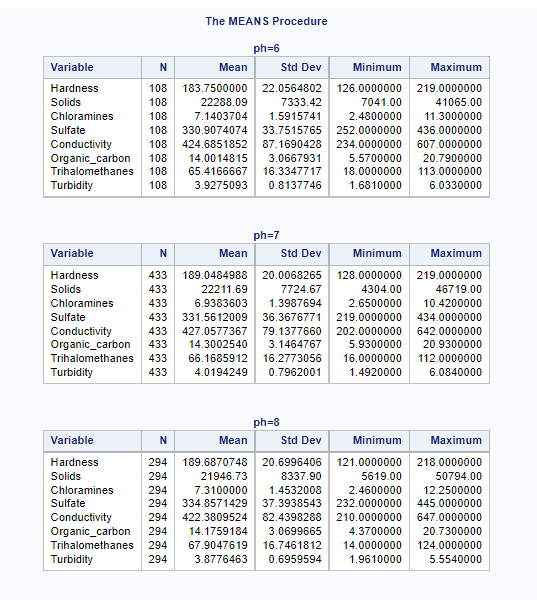 The MEANS Procedure
ph=6
Variable N Mean Std Dev Minimum Maximum
Hardness 108 183.7500000 22.0564802 126.0000000 219.0000000
Solids 108 22288.09 7333.42 7041.00 41065.00
Chloramines 108 7.1403704 1.5915741 2.4800000 11.3000000
Sulfate 108 330.9074074 33.7515765 252.0000000 436.0000000
Conductivity 108 424.6851852 87.1690428 234.0000000 607.0000000
Organic_carbon 108 14.0014815 3.0667931 5.5700000 20.7900000
Trihalomethanes 108 65.4166667 16.3347717 18.0000000 113.0000000
Turbidity 108 3.9275093 0.8137746 1.6810000 6.0330000
ph=7
Variable N Mean Std Dev Minimum Maximum
Hardness 433 189.0484988 20.0068265 128.0000000 219.0000000
Solids 433 22211.69 7724.67 4304.00 46719.00
Chloramines 433 6.9383603 1.3987694 2.6500000 10.4200000
Sulfate 433 331.5612009 36.3676771 219.0000000 434.0000000
Conductivity 433 427.0577367 79.1377660 202.0000000 642.0000000
Organic_carbon 433 14.3002540 3.1464767 5.9300000 20.9300000
Trihalomethanes 433 66.1685912 16.2773056 16.0000000 112.0000000
Turbidity 433 4.0194249 0.7962001 1.4920000 6.0840000
ph=8
Variable N Mean Std Dev Minimum Maximum
Hardness 294 189.6870748 20.6996406 121.0000000 218.0000000
Solids 294 21946.73 8337.90 5619.00 50794.00
Chloramines 294 7.3100000 1.4532008 2.4600000 12.2500000
Sulfate 294 334.8571429 37.3938543 232.0000000 445.0000000
Conductivity 294 422.3809524 82.4398288 210.0000000 647.0000000
Organic_carbon 294 14.1759184 3.0699665 4.3700000 20.7300000
Trihalomethanes 294 67.9047619 16.7461812 14.0000000 124.0000000
Turbidity 294 3.8776463 0.6959594 1.9610000 5.5540000